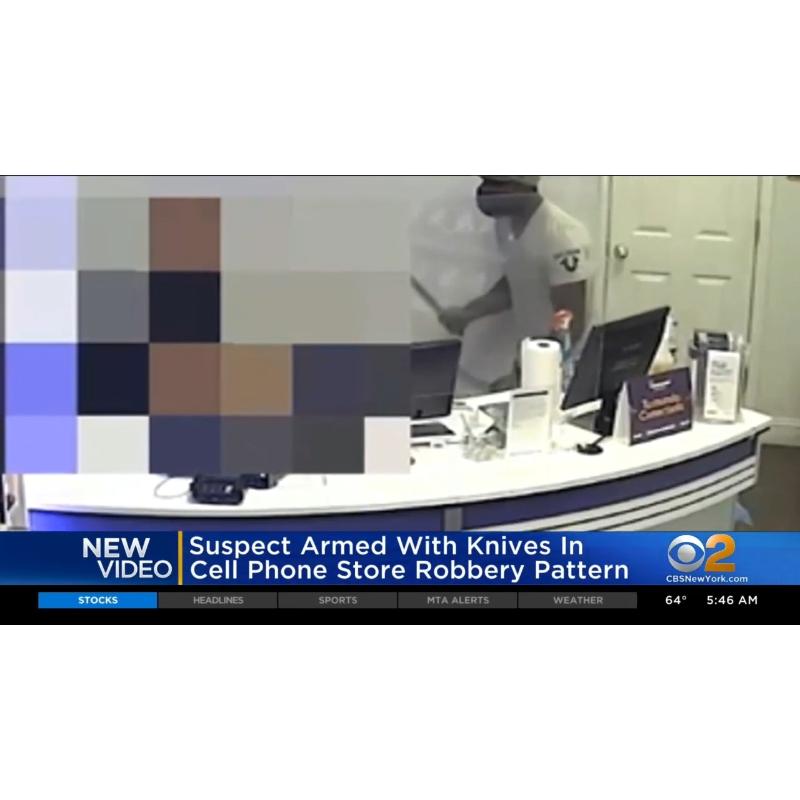 NEW
VIDEO
Suspect Armed With Knives In
Cell Phone Store Robbery Pattern
2
CBSNewYork.com
STOCKS
HEADLINES
SPORTS
MTA ALERTS
WEATHER
64°
5:46 AM